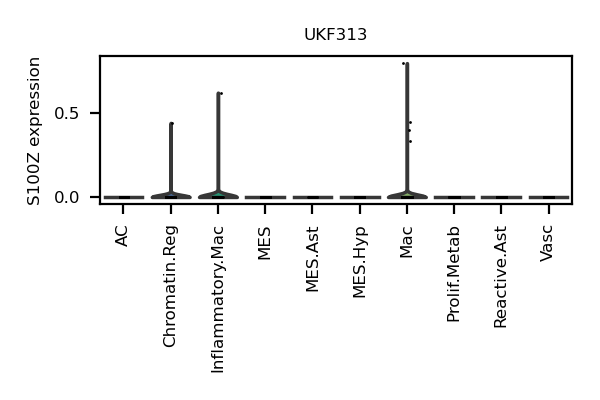 UKF313
S100Z expression
0.5
0.0
AC
Chromatin.Reg
Inflammatory.Mac
MES
MES.Ast
MES.Hyp
Mac
Prolif.Metab
Reactive.Ast
Vasc